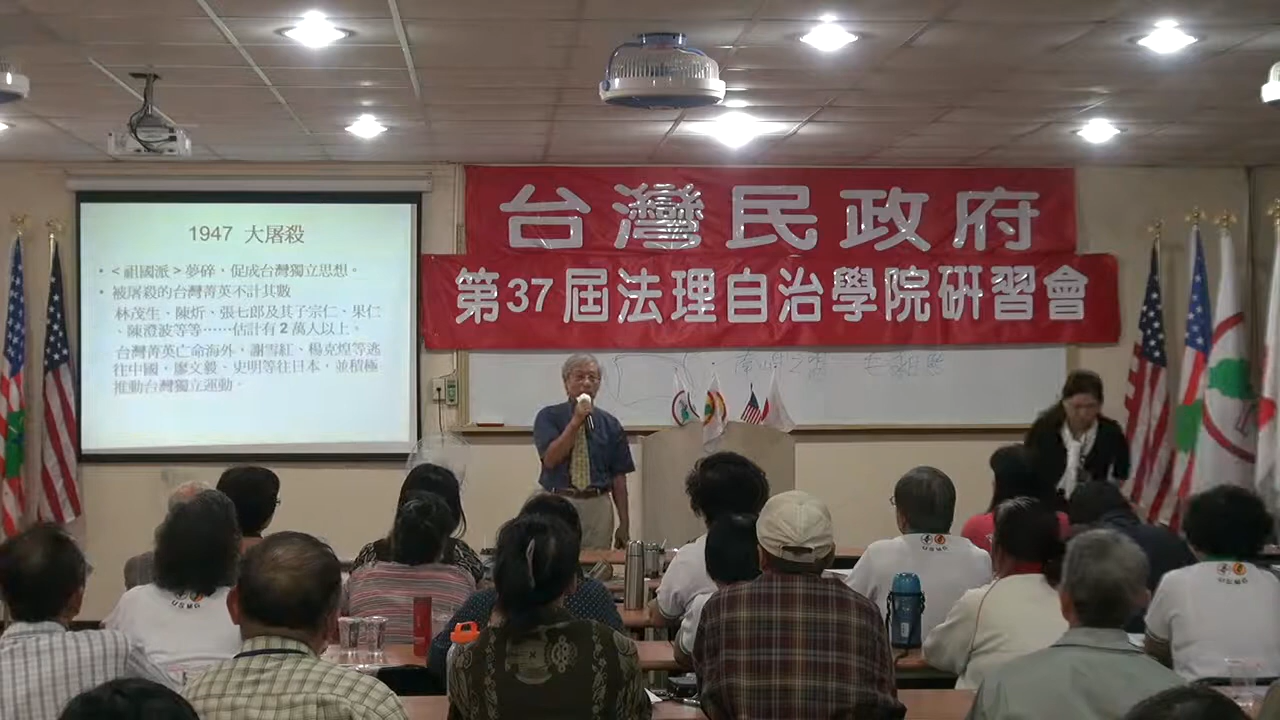 1947 大屠殺
• <祖國派>夢碎，促成台灣獨立思想。
• 被屠殺的台灣菁英不計其數
林茂生、陳炘、張七郎及其子宗仁、果仁
、陳澄波等等……估計有2萬人以上。
台灣菁英亡命海外，謝雪紅、楊克煌等逃
往中國，廖文毅、史明等往日本，並積極
推動台灣獨立運動。
台灣民政府
第37屆法理自治學院研習會
USMG
USMG
USMG